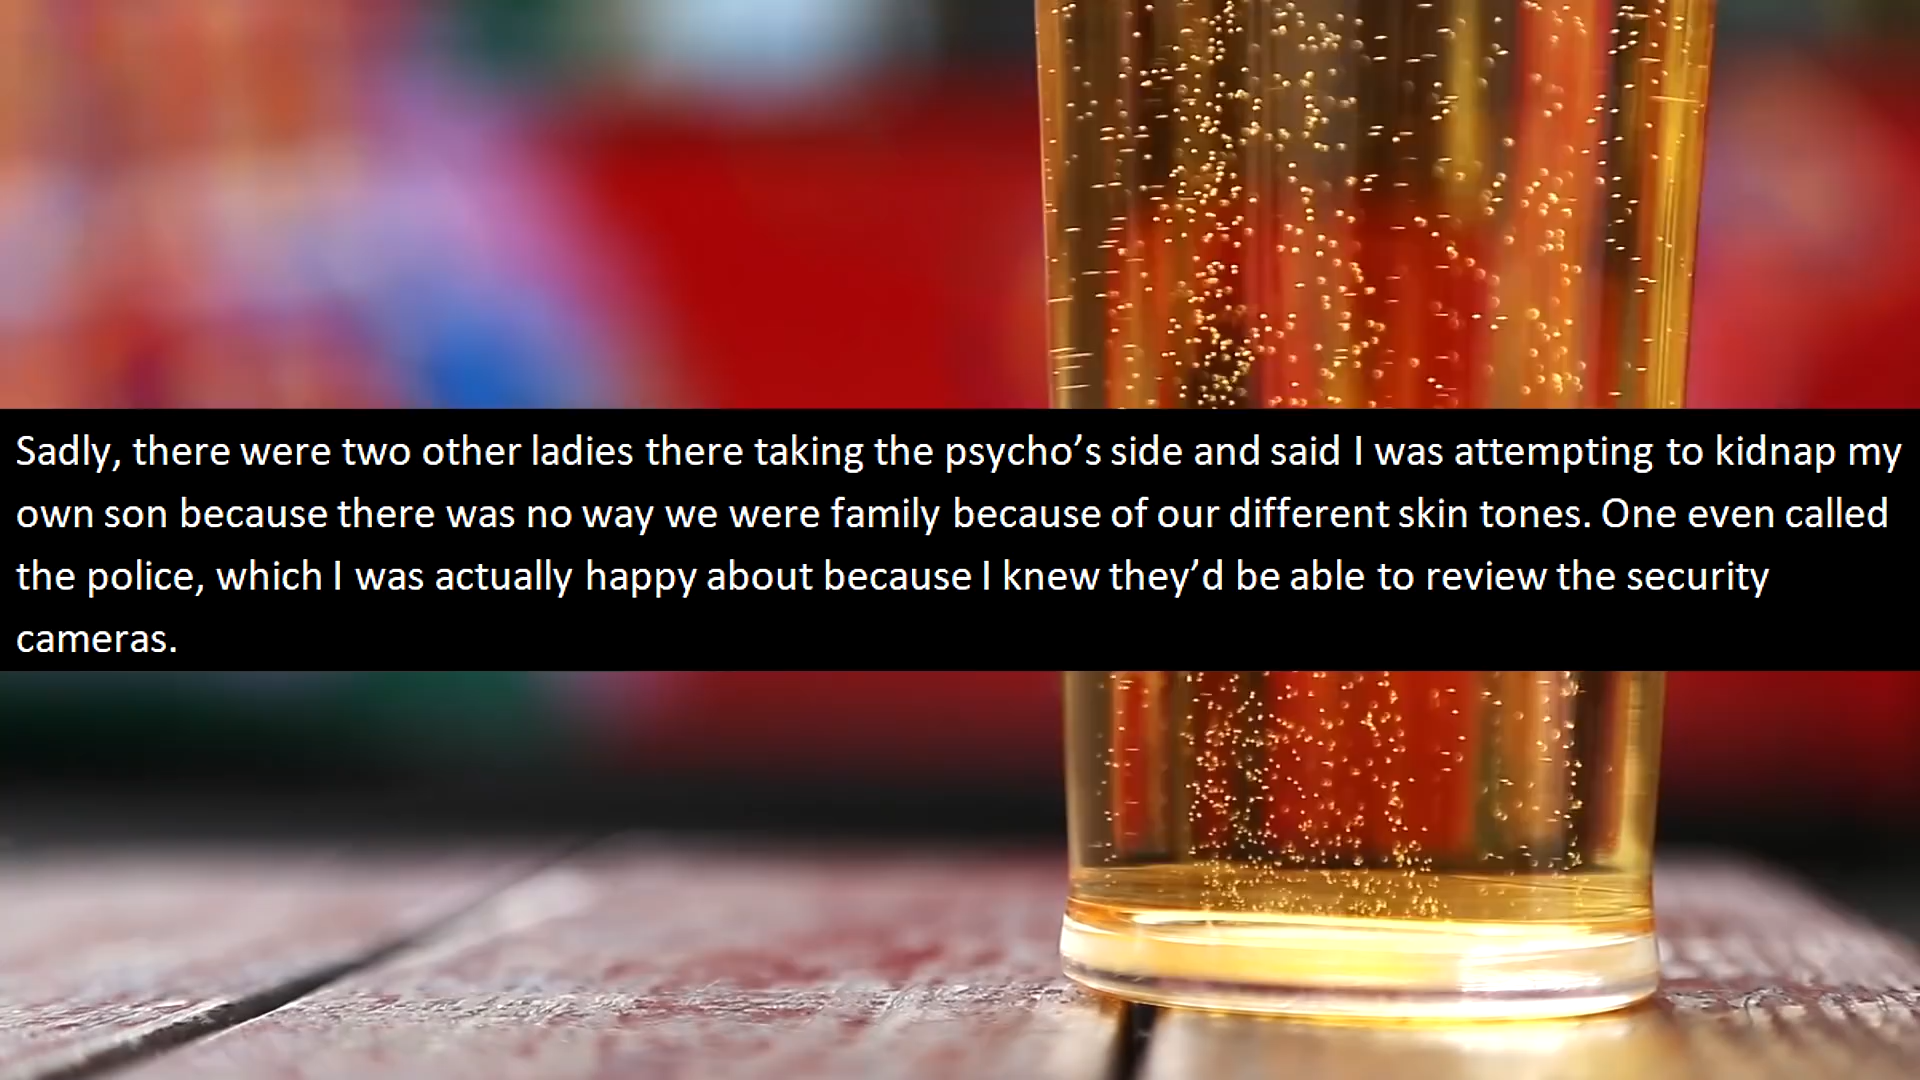 Sadly, there were two other ladies there taking the psycho’s side and said I was attempting to kidnap my
own son because there was no way we were family because of our different skin tones. One even called
the police, which I was actually happy about because I knew they’d be able to review the security
cameras.